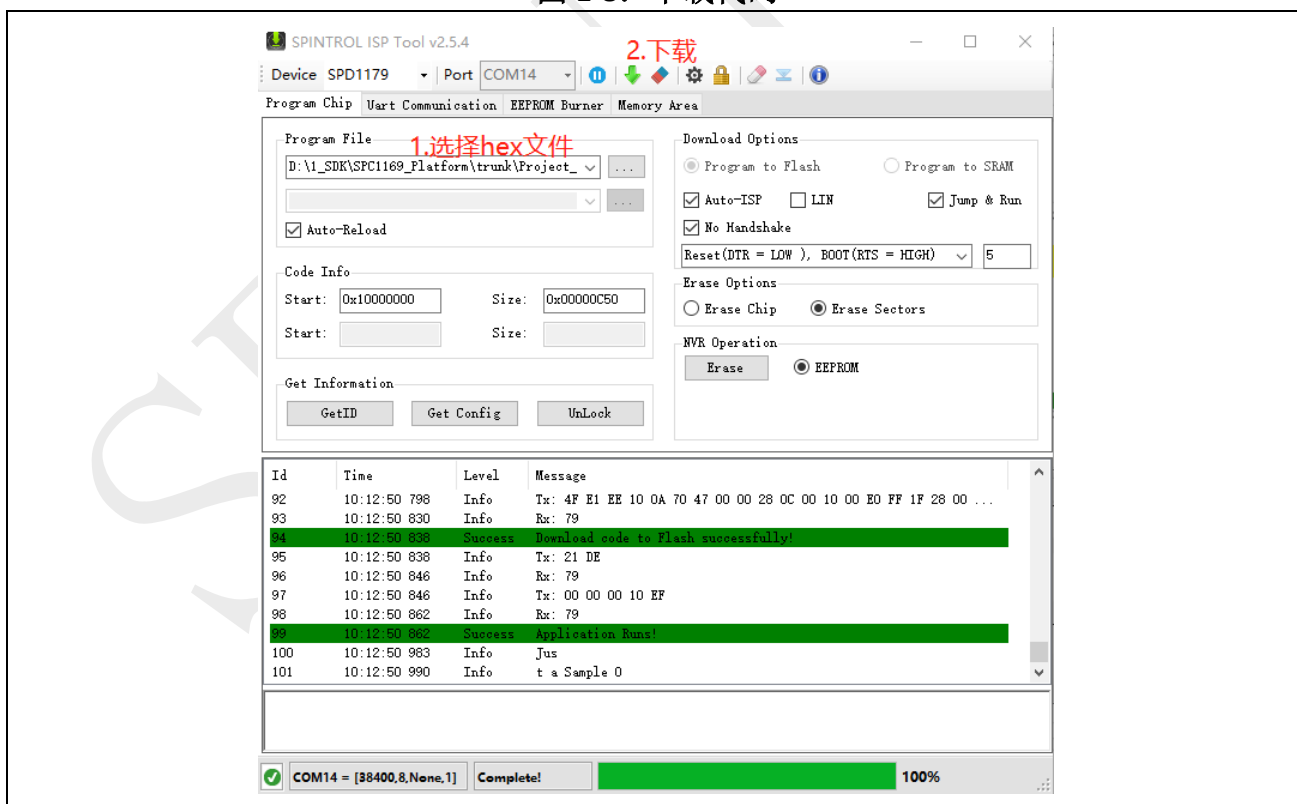 SPINTROL ISP Tool v2.5.4
2.下载
Device SPD1179 Port COM14
Program Chip Uart Communication EEPROM Burner Memory Area
Program File
1.选择hex文件
D:\1_SDK\SPC1169_Platform\trunk\Project_ ...
...
Auto-Reload
Code Info
Start: 0x10000000 Size: 0x00000C50
Start: Size:
Get Information
GetID Get Config UnLock
Download Options
Program to Flash Program to SRAM
Auto-ISP LIN Jump & Run
No Handshake
Reset(DTR = LOW ), BOOT(RTS = HIGH) 5
Erase Options
Erase Chip Erase Sectors
NVR Operation
Erase EEPROM
Id Time Level Message
92 10:12:50 798 Info Tx: 4F E1 EE 10 0A 70 47 00 00 28 0C 00 10 00 E0 FF 1F 28 00 ...
93 10:12:50 830 Info Rx: 79
94 10:12:50 838 Success Download code to Flash successfully!
95 10:12:50 838 Info Tx: 21 DE
96 10:12:50 846 Info Rx: 79
97 10:12:50 846 Info Tx: 00 00 00 10 EF
98 10:12:50 862 Info Rx: 79
99 10:12:50 862 Success Application Runs!
100 10:12:50 983 Info Jus
101 10:12:50 990 Info t a Sample 0
COM14 = [38400,8,None,1] Complete! 100%